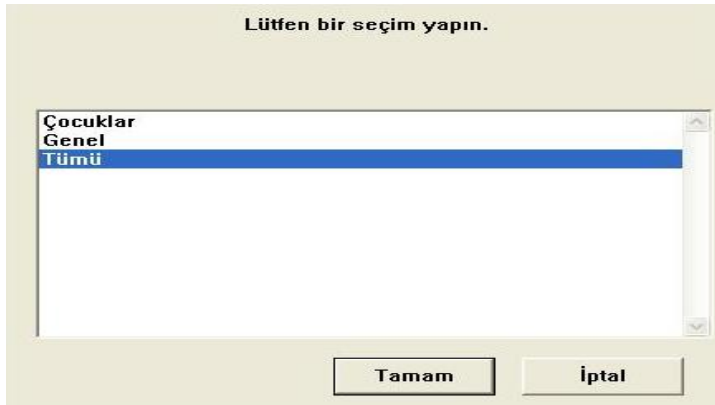 Lütfen bir seçim yapın.
Çocuklar
Genel
Tümü
Tamam
İptal